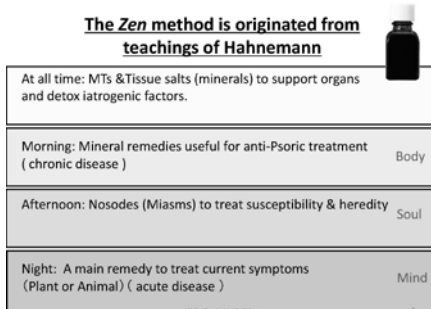 The Zen method is originated from
teachings of Hahnemann
At all time: MTs &Tissue salts (minerals) to support organs
and detox iatrogenic factors.
Morning: Mineral remedies useful for anti-Psoric treatment
( chronic disease )
Body
Afternoon: Nosodes (Miasms) to treat susceptibility & heredity
Soul
Night:  A main remedy to treat current symptoms
(Plant or Animal) ( acute disease )
Mind